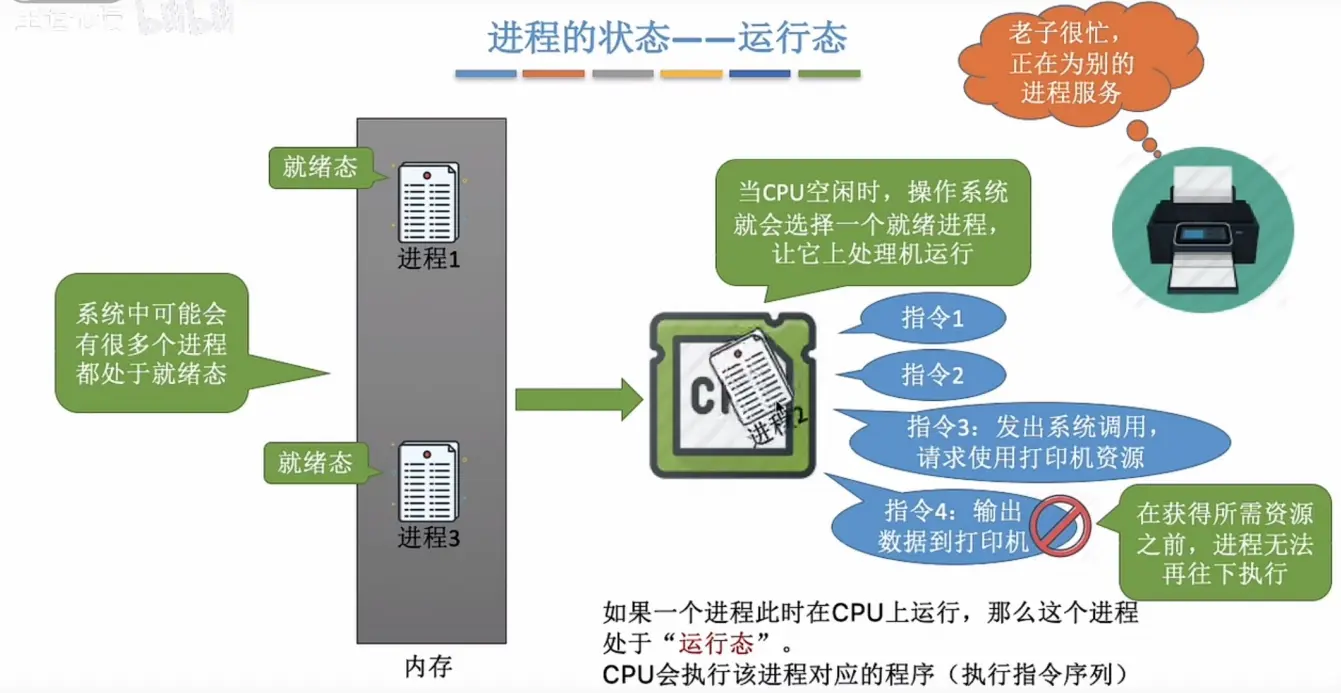 进程的状态——运行态
老子很忙，
正在为别的
进程服务
就绪态
进程1
当CPU空闲时，操作系统
就会选择一个就绪进程，
让它上处理机运行
系统中可能会
有很多个进程
都处于就绪态
指令1
指令2
进程2
指令3：发出系统调用，
请求使用打印机资源
就绪态
进程3
指令4：输出
数据到打印机
在获得所需资源
之前，进程无法
再往下执行
如果一个进程此时在CPU上运行，那么这个进程
处于“运行态”。
CPU会执行该进程对应的程序（执行指令序列）
内存